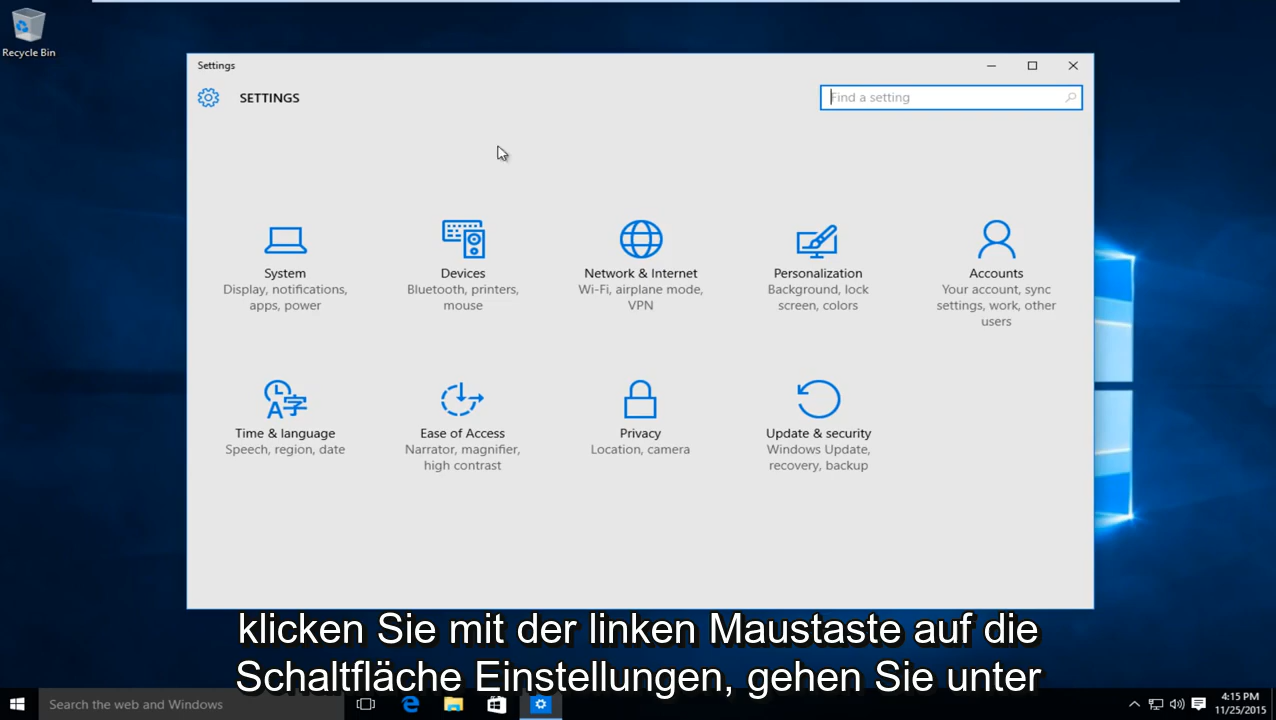 Recycle Bin
Settings
SETTINGS
Find a setting
System
Display, notifications,
apps, power
Devices
Bluetooth, printers,
mouse
Network & Internet
Wi-Fi, airplane mode,
VPN
Personalization
Background, lock
screen, colors
Accounts
Your account, sync
settings, work, other
users
Time & language
Speech, region, date
Ease of Access
Narrator, magnifier,
high contrast
Privacy
Location, camera
Update & security
Windows Update,
recovery, backup
klicken Sie mit der linken Maustaste auf die
Schaltfläche Einstellungen, gehen Sie unter
Search the web and Windows
4:15 PM
11/25/2015